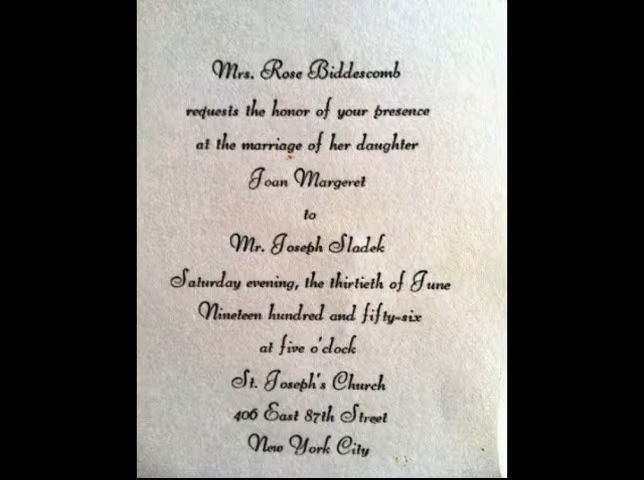 Mrs. Rose Biddescomb
requests the honor of your presence
at the marriage of her daughter
Joan Margeret
to
Mr. Joseph Sladek
Saturday evening, the thirtieth of June
Nineteen hundred and fifty-six
at five o'clock
St. Joseph's Church
406 East 87th Street
New York City